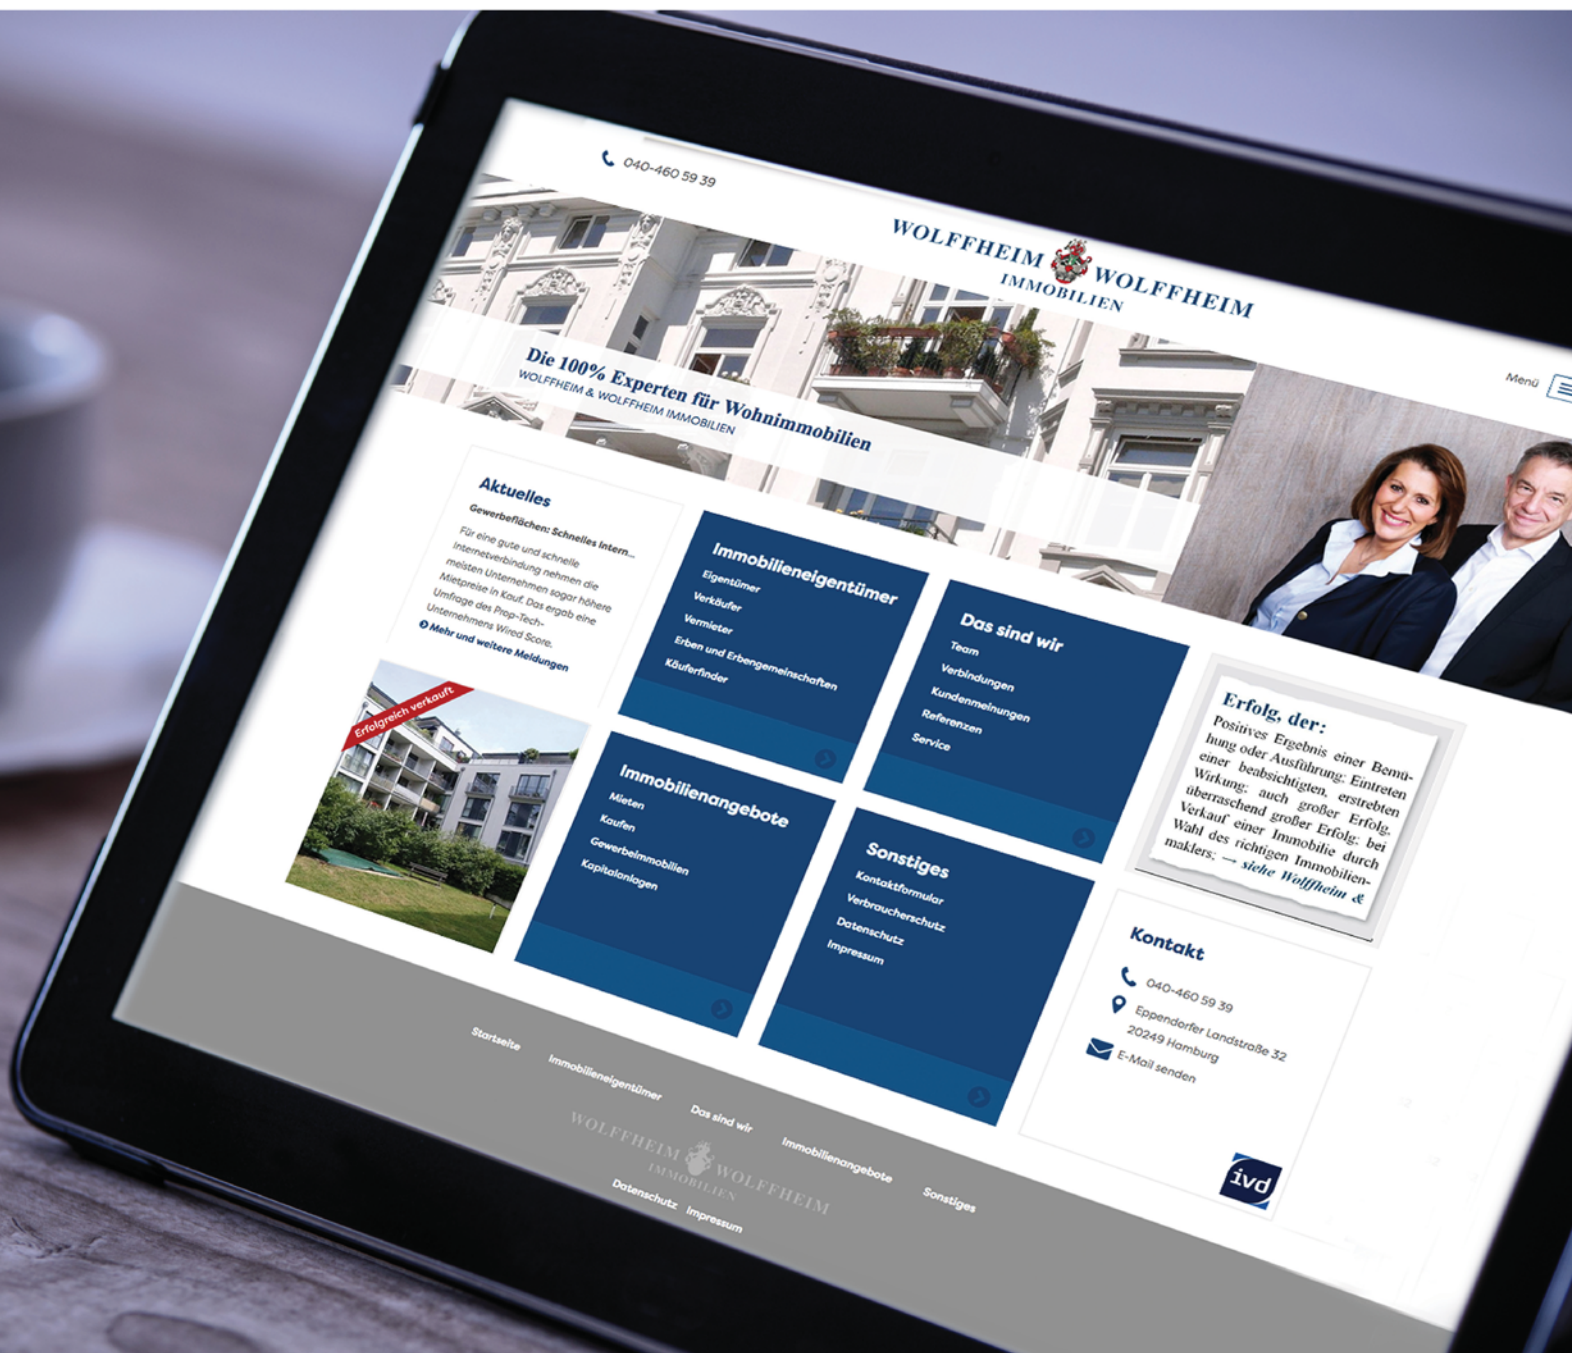 040-460 59 39
WOLFFHEIM WOLFFHEIM
IMMOBILIEN
Menü
Die 100% Experten für Wohnimmobilien
WOLFFHEIM & WOLFFHEIM IMMOBILIEN
Aktuelles
Gewerbeflächen: Schnelles Intern...
Für eine gute und schnelle
Internetverbindung nehmen die
meisten Unternehmen sogar höhere
Mietpreise in Kauf. Das ergab eine
Umfrage des Prop-Tech-
Unternehmens Wired Score.
Mehr und weitere Meldungen
Erfolgreich verkauft
Immobilieneigentümer
Eigentümer
Verkäufer
Vermieter
Erben und Erbengemeinschaften
Käuferfinder
Das sind wir
Team
Verbindungen
Kundenmeinungen
Referenzen
Service
Immobilienangebote
Mieten
Kaufen
Gewerbeimmobilien
Kapitalanlagen
Sonstiges
Kontaktformular
Verbraucherschutz
Datenschutz
Impressum
Erfolg, der:
Positives Ergebnis einer Bemü-
hung oder Ausführung; Eintreten
einer beabsichtigten, erstrebten
Wirkung; auch großer Erfolg,
überraschend großer Erfolg; bei
Verkauf einer Immobilie durch
Wahl des richtigen Immobilien-
maklers; → siehe Wolffheim &
Kontakt
040-460 59 39
Eppendorfer Landstraße 32
20249 Hamburg
E-Mail senden
ivd
Startseite Immobilieneigentümer Das sind wir Immobilienangebote Sonstiges
WOLFFHEIM WOLFFHEIM
IMMOBILIEN
Datenschutz Impressum